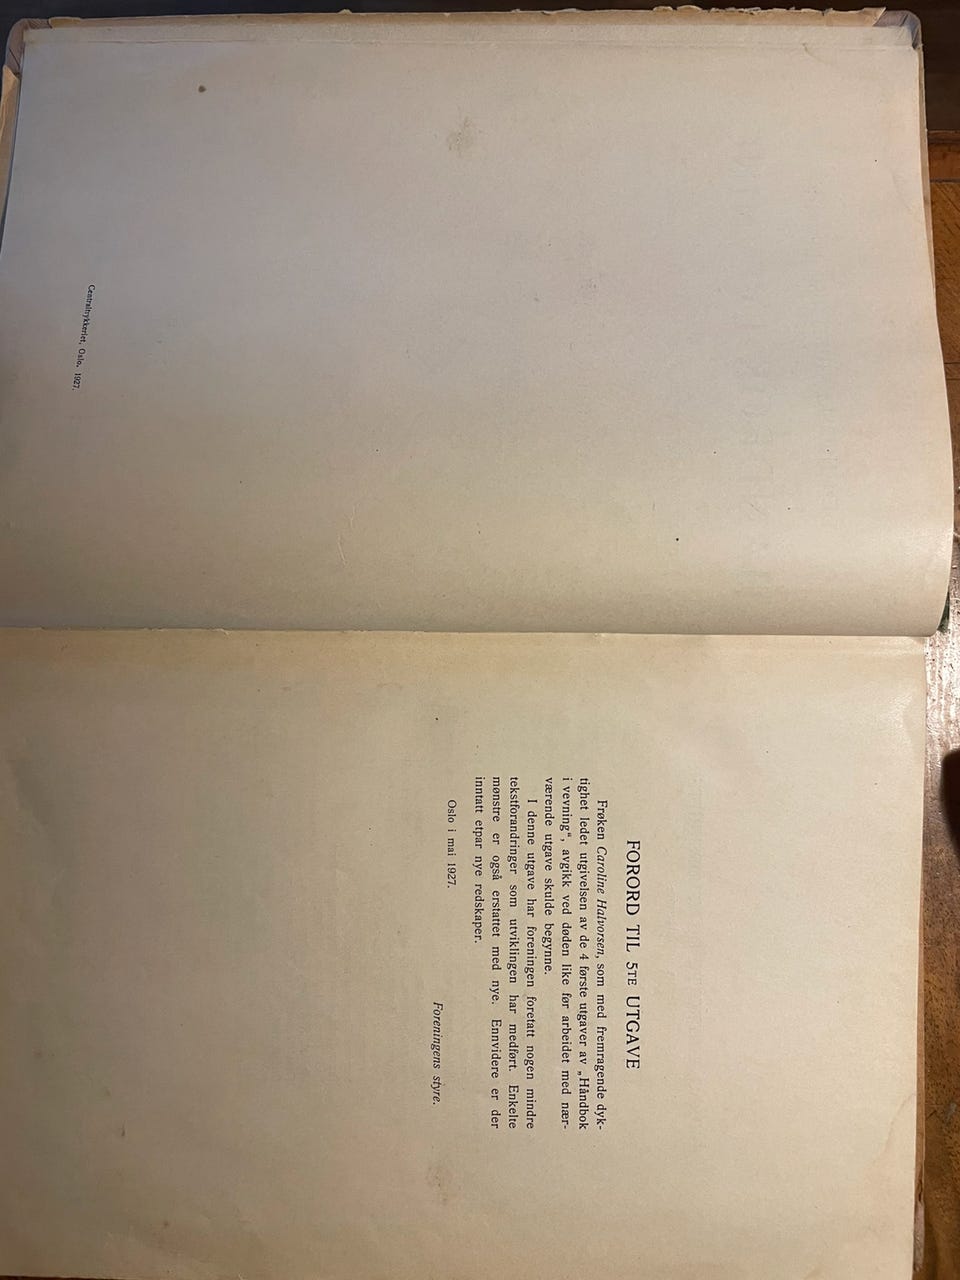 Centraltrykkeriet, Oslo. 1927.
FORORD TIL 5TE UTGAVE
Frøken Caroline Halvorsen, som med fremragende dyk-
tighet ledet utgivelsen av de 4 første utgaver av „Håndbok
i vevning“, avgikk ved døden like før arbeidet med nær-
værende utgave skulde begynne.
I denne utgave har foreningen foretatt nogen mindre
tekstforandringer som utviklingen har medført. Enkelte
mønstre er også erstattet med nye. Ennvidere er der
inntatt etpar nye redskaper.
Oslo i mai 1927.
Foreningens styre.